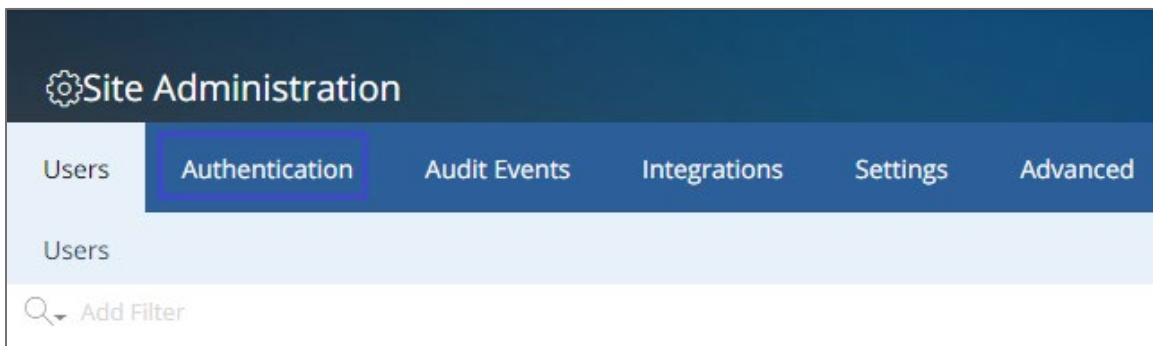 Site Administration
Users Authentication Audit Events Integrations Settings Advanced
Users
Add Filter